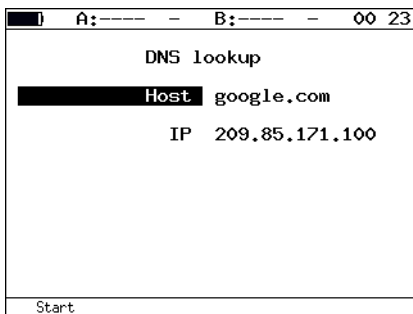 A:---- - B:---- - 00 23
DNS lookup
Host google.com
IP 209.85.171.100
Start